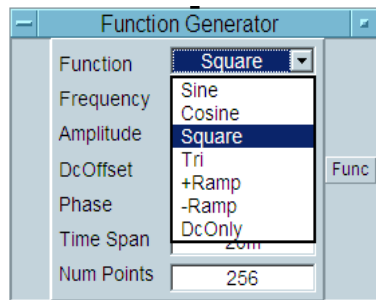 Function Generator
Function Square
Frequency
Amplitude
DcOffset
Phase
Time Span
Num Points 256
Sine
Cosine
Square
Tri
+Ramp
-Ramp
DcOnly
Func